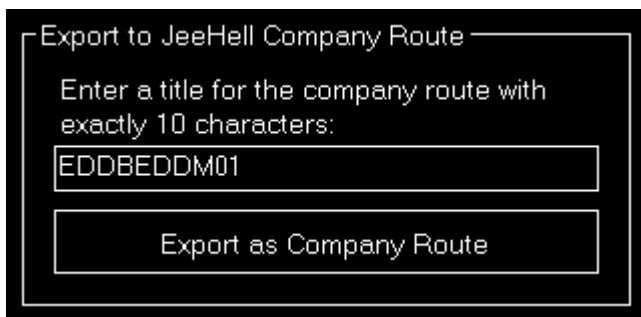 Export to JeeHell Company Route
Enter a title for the company route with
exactly 10 characters:
EDDBEDDM01
Export as Company Route